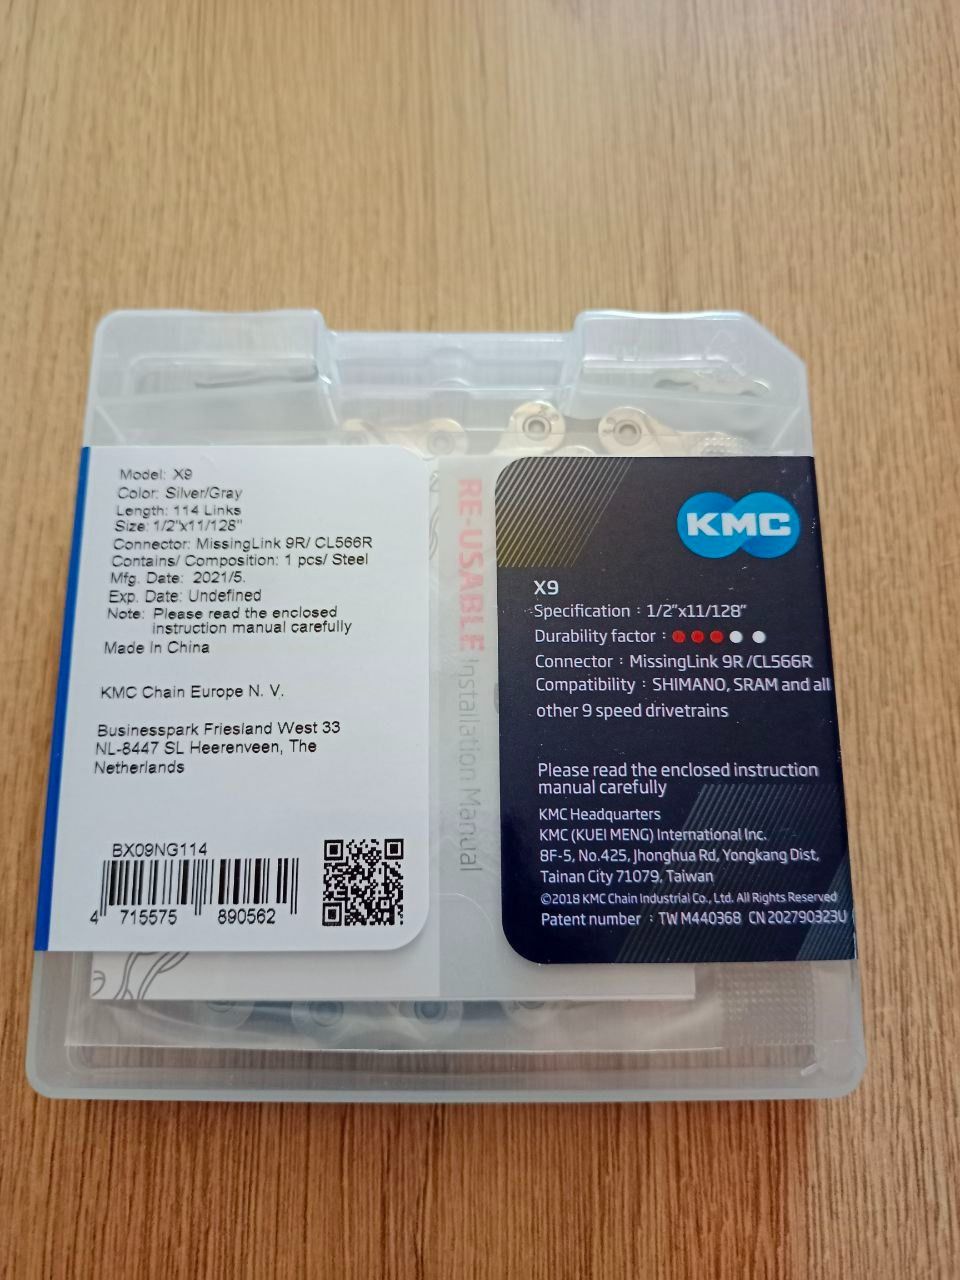 Model: X9
Color: Silver/Gray
Length: 114 Links
Size: 1/2"x11/128"
Connector: MissingLink 9R/ CL566R
Contains/ Composition: 1 pcs/ Steel
Mfg. Date: 2021/5.
Exp. Date: Undefined
Note: Please read the enclosed
instruction manual carefully
Made In China
KMC Chain Europe N. V.
Businesspark Friesland West 33
NL-8447 SL Heerenveen, The
Netherlands
BX09NG114
4 715575 890562
RE-USABLE Installation Manual
KMC
X9
Specification : 1/2"x11/128"
Durability factor :
Connector : MissingLink 9R /CL566R
Compatibility : SHIMANO, SRAM and all
other 9 speed drivetrains
Please read the enclosed instruction
manual carefully
KMC Headquarters
KMC (KUEI MENG) International Inc.
8F-5, No.425, Jhonghua Rd, Yongkang Dist,
Tainan City 71079, Taiwan
©2018 KMC Chain Industrial Co., Ltd. All Rights Reserved
Patent number : TW M440368 CN 202790323U